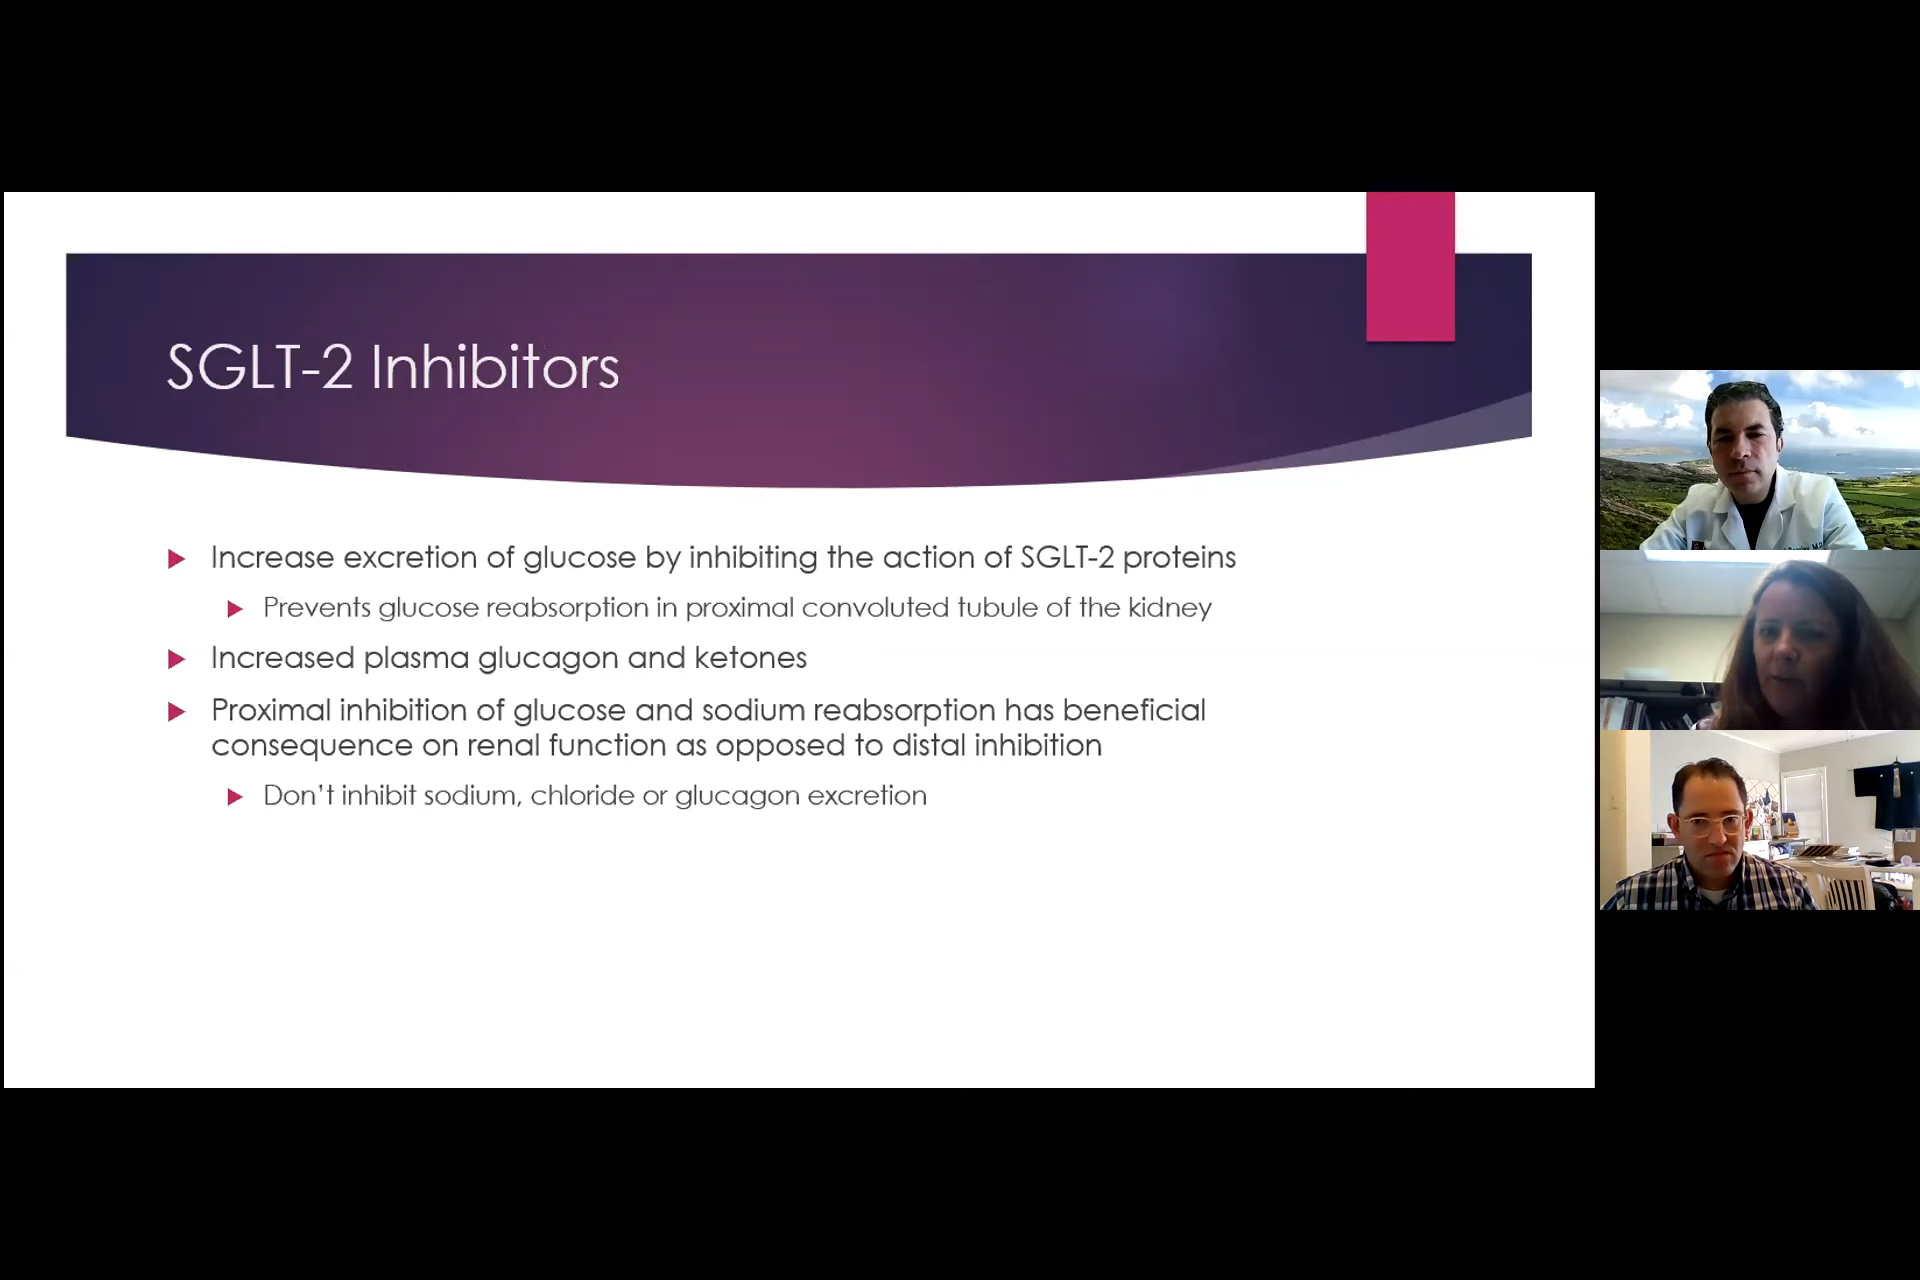 SGLT-2 Inhibitors
Increase excretion of glucose by inhibiting the action of SGLT-2 proteins
Prevents glucose reabsorption in proximal convoluted tubule of the kidney
Increased plasma glucagon and ketones
Proximal inhibition of glucose and sodium reabsorption has beneficial
consequence on renal function as opposed to distal inhibition
Don't inhibit sodium, chloride or glucagon excretion